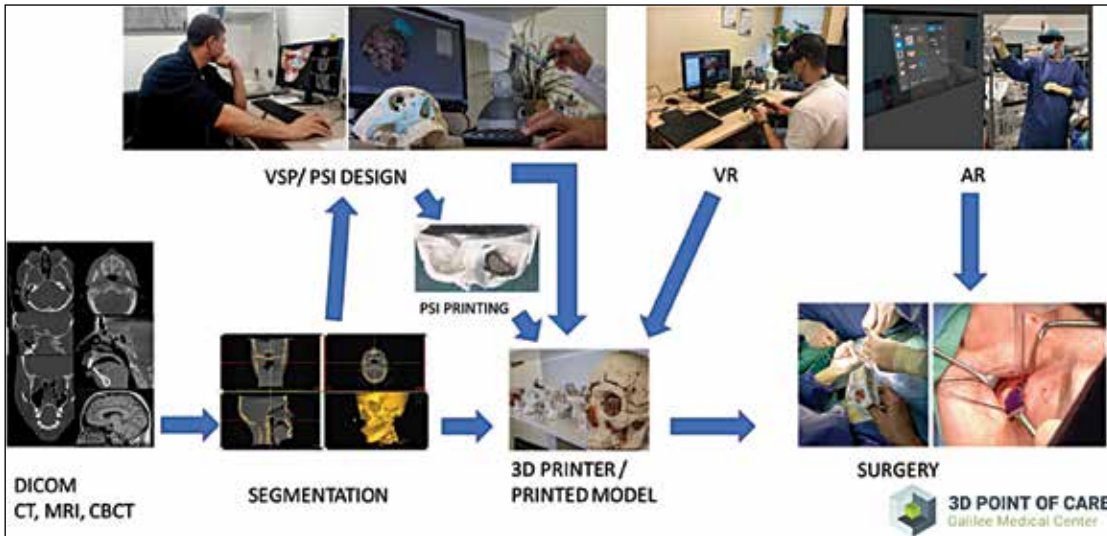 VSP/ PSI DESIGN
VR
AR
PSI PRINTING
DICOM
CT, MRI, CBCT
SEGMENTATION
3D PRINTER /
PRINTED MODEL
SURGERY
3D POINT OF CARE
Galilee Medical Center